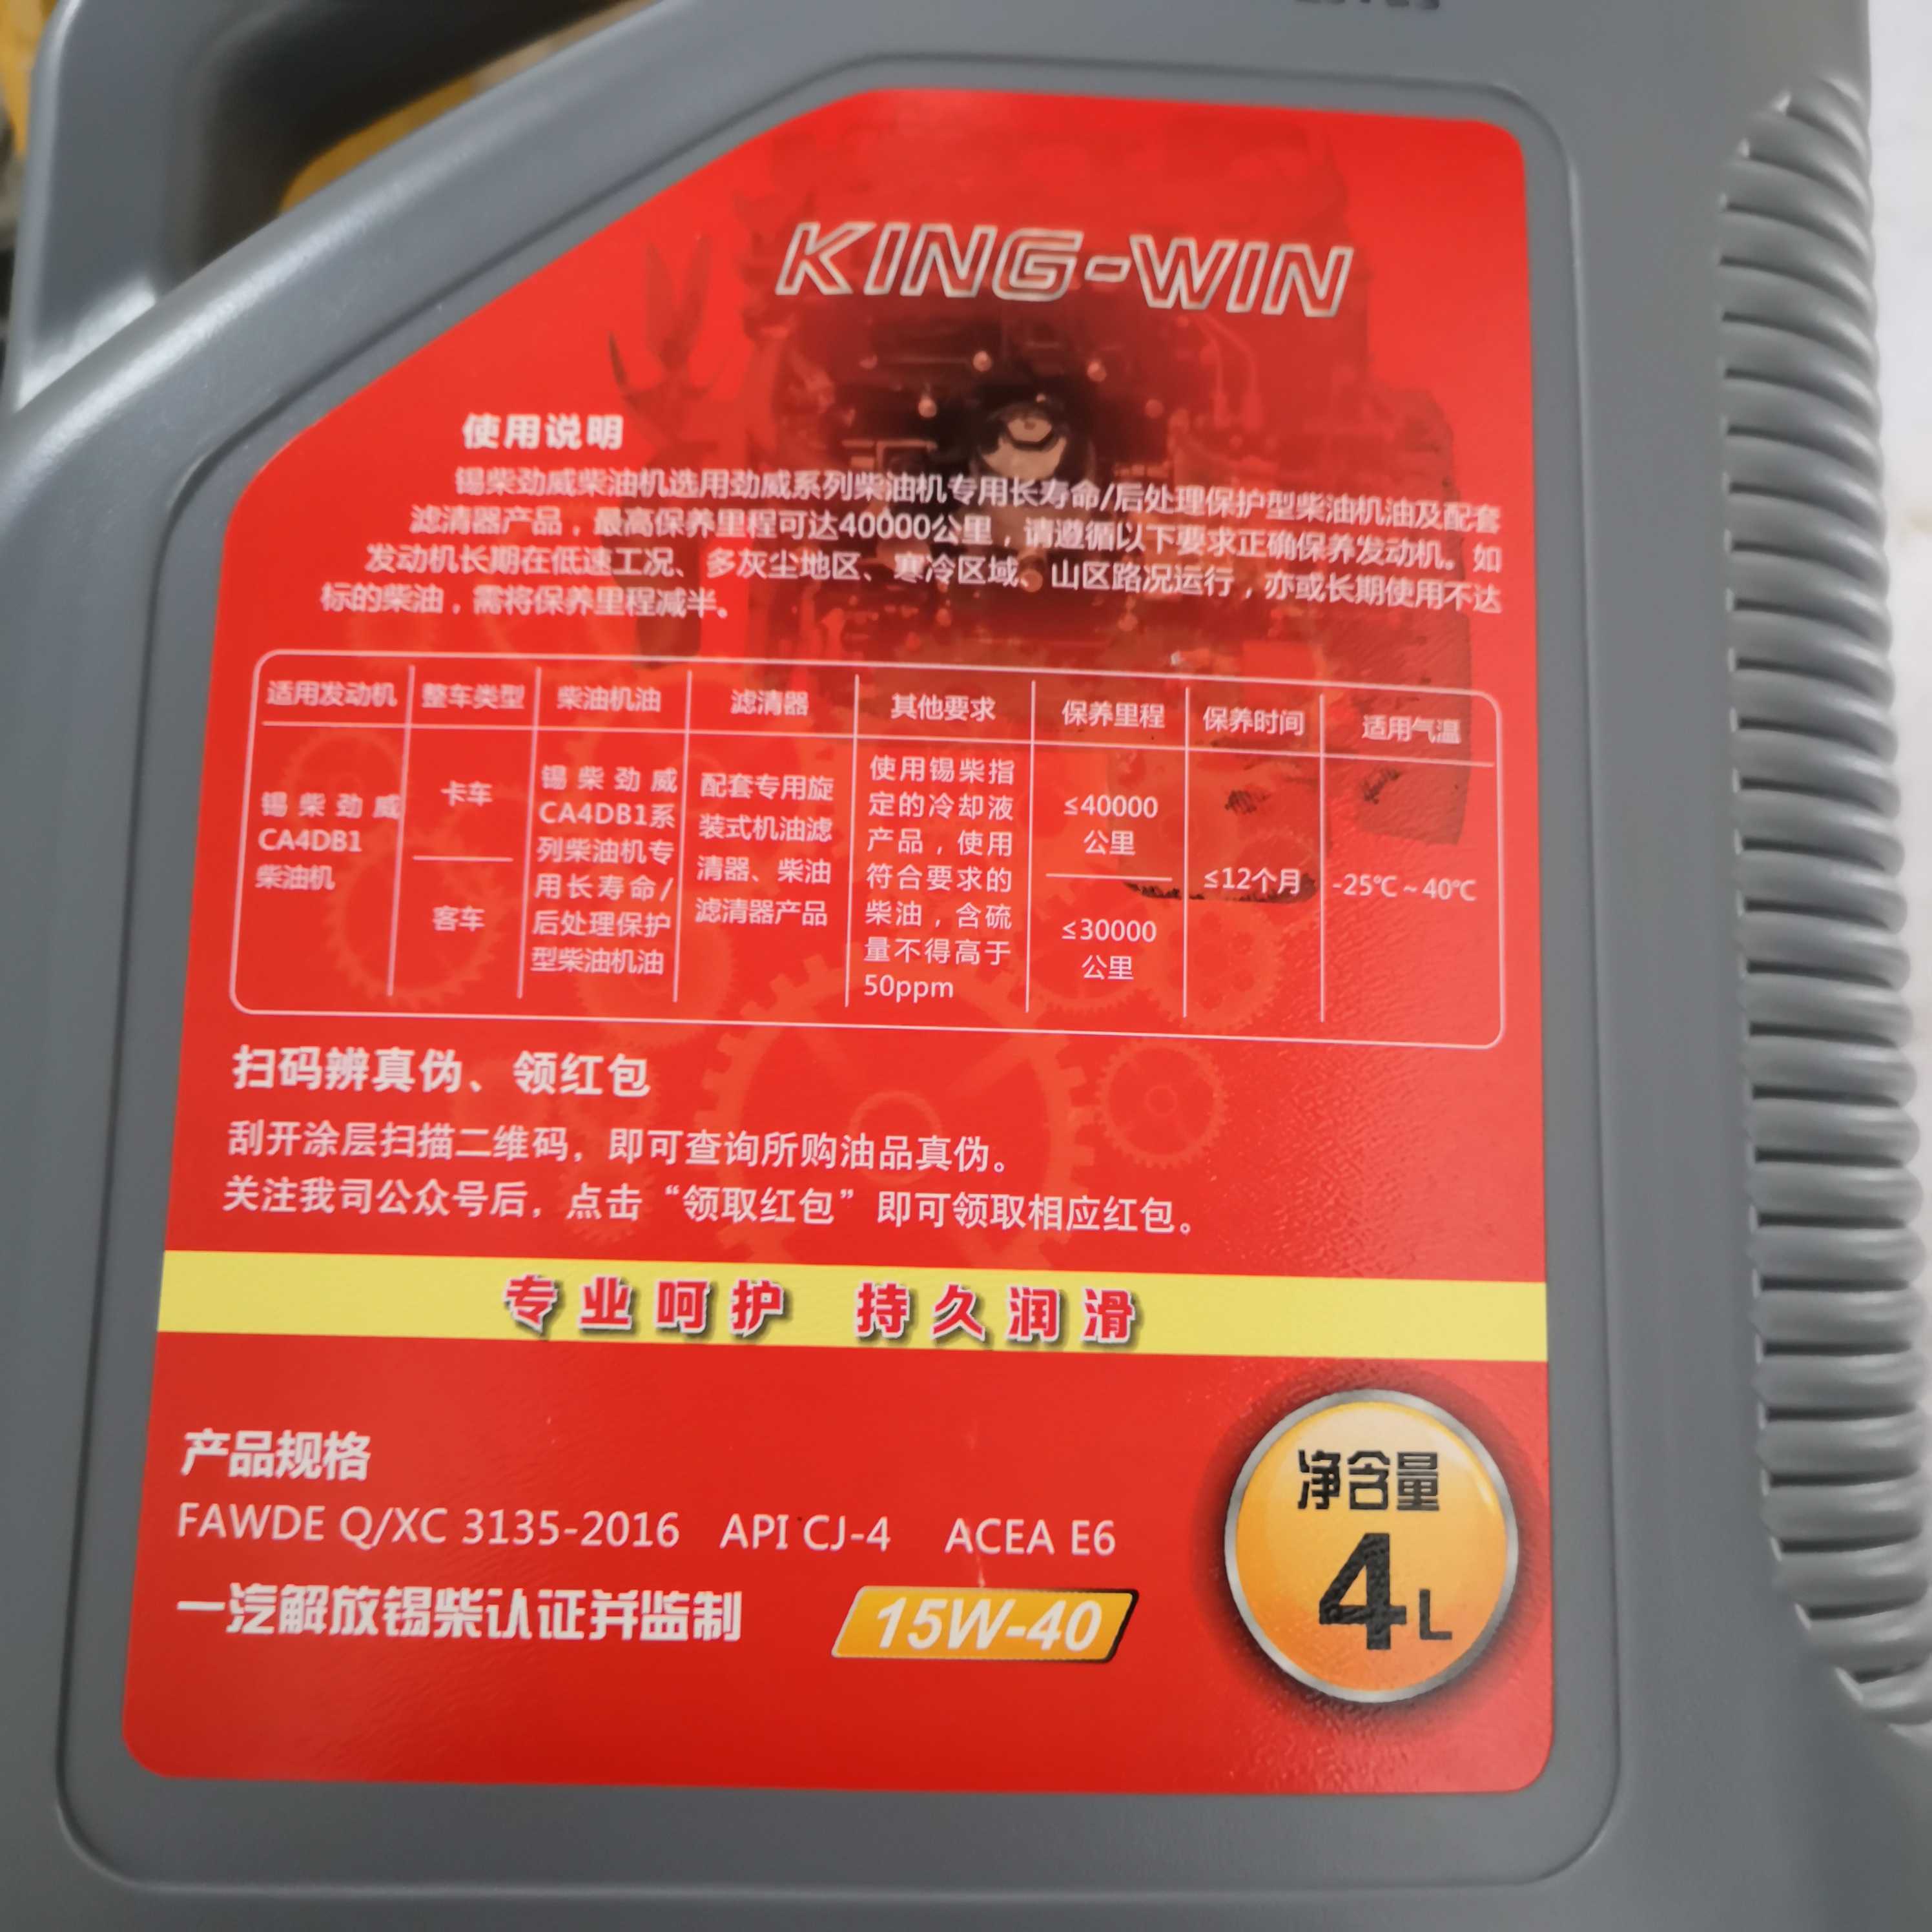 KING-WIN
使用说明
锡柴劲威柴油机选用劲威系列柴油机专用长寿命/后处理保护型柴油机油及配套
滤清器产品，最高保养里程可达40000公里，请遵循以下要求正确保养发动机。如
发动机长期在低速工况、多灰尘地区、寒冷区域、山区路况运行，亦或长期使用不达
标的柴油，需将保养里程减半。
适用发动机 整车类型 柴油机油 滤清器 其他要求 保养里程 保养时间 适用气温
锡柴劲威
CA4DB1
柴油机
卡车
客车
锡柴劲威
CA4DB1系
列柴油机专
用长寿命/
后处理保护
型柴油机油
配套专用旋
装式机油滤
清器、柴油
滤清器产品
使用锡柴指
定的冷却液
产品，使用
符合要求的
柴油，含硫
量不得高于
50ppm
≤40000
公里
≤30000
公里
≤12个月
-25℃~40℃
扫码辨真伪、领红包
刮开涂层扫描二维码，即可查询所购油品真伪。
关注我司公众号后，点击“领取红包”即可领取相应红包。
专业呵护 持久润滑
产品规格
FAWDE Q/XC 3135-2016 API CJ-4 ACEA E6
一汽解放锡柴认证并监制
15W-40
净含量
4L